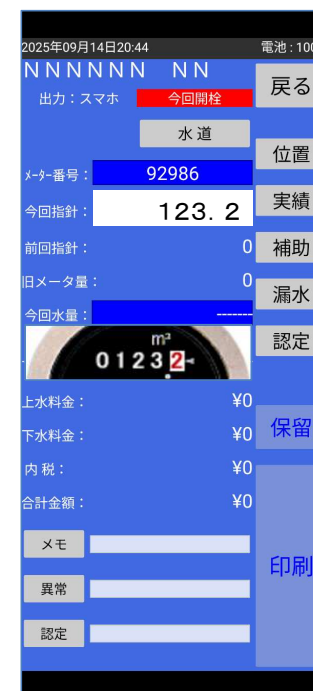 2025年09月14日20:44 電池 : 100
ＮＮＮＮＮＮ　ＮＮ
戻る
出力：スマホ 今回開栓
水 道
位置
ﾒｰﾀｰ番号： 92986
今回指針： 123. 2 実績
前回指針： 0 補助
旧メータ量： 0
漏水
今回水量： -------
認定
m³
0 1 2 3 2
上水料金： ¥0
下水料金： ¥0 保留
内 税： ¥0
合計金額： ¥0
メモ
印刷
異常
認定